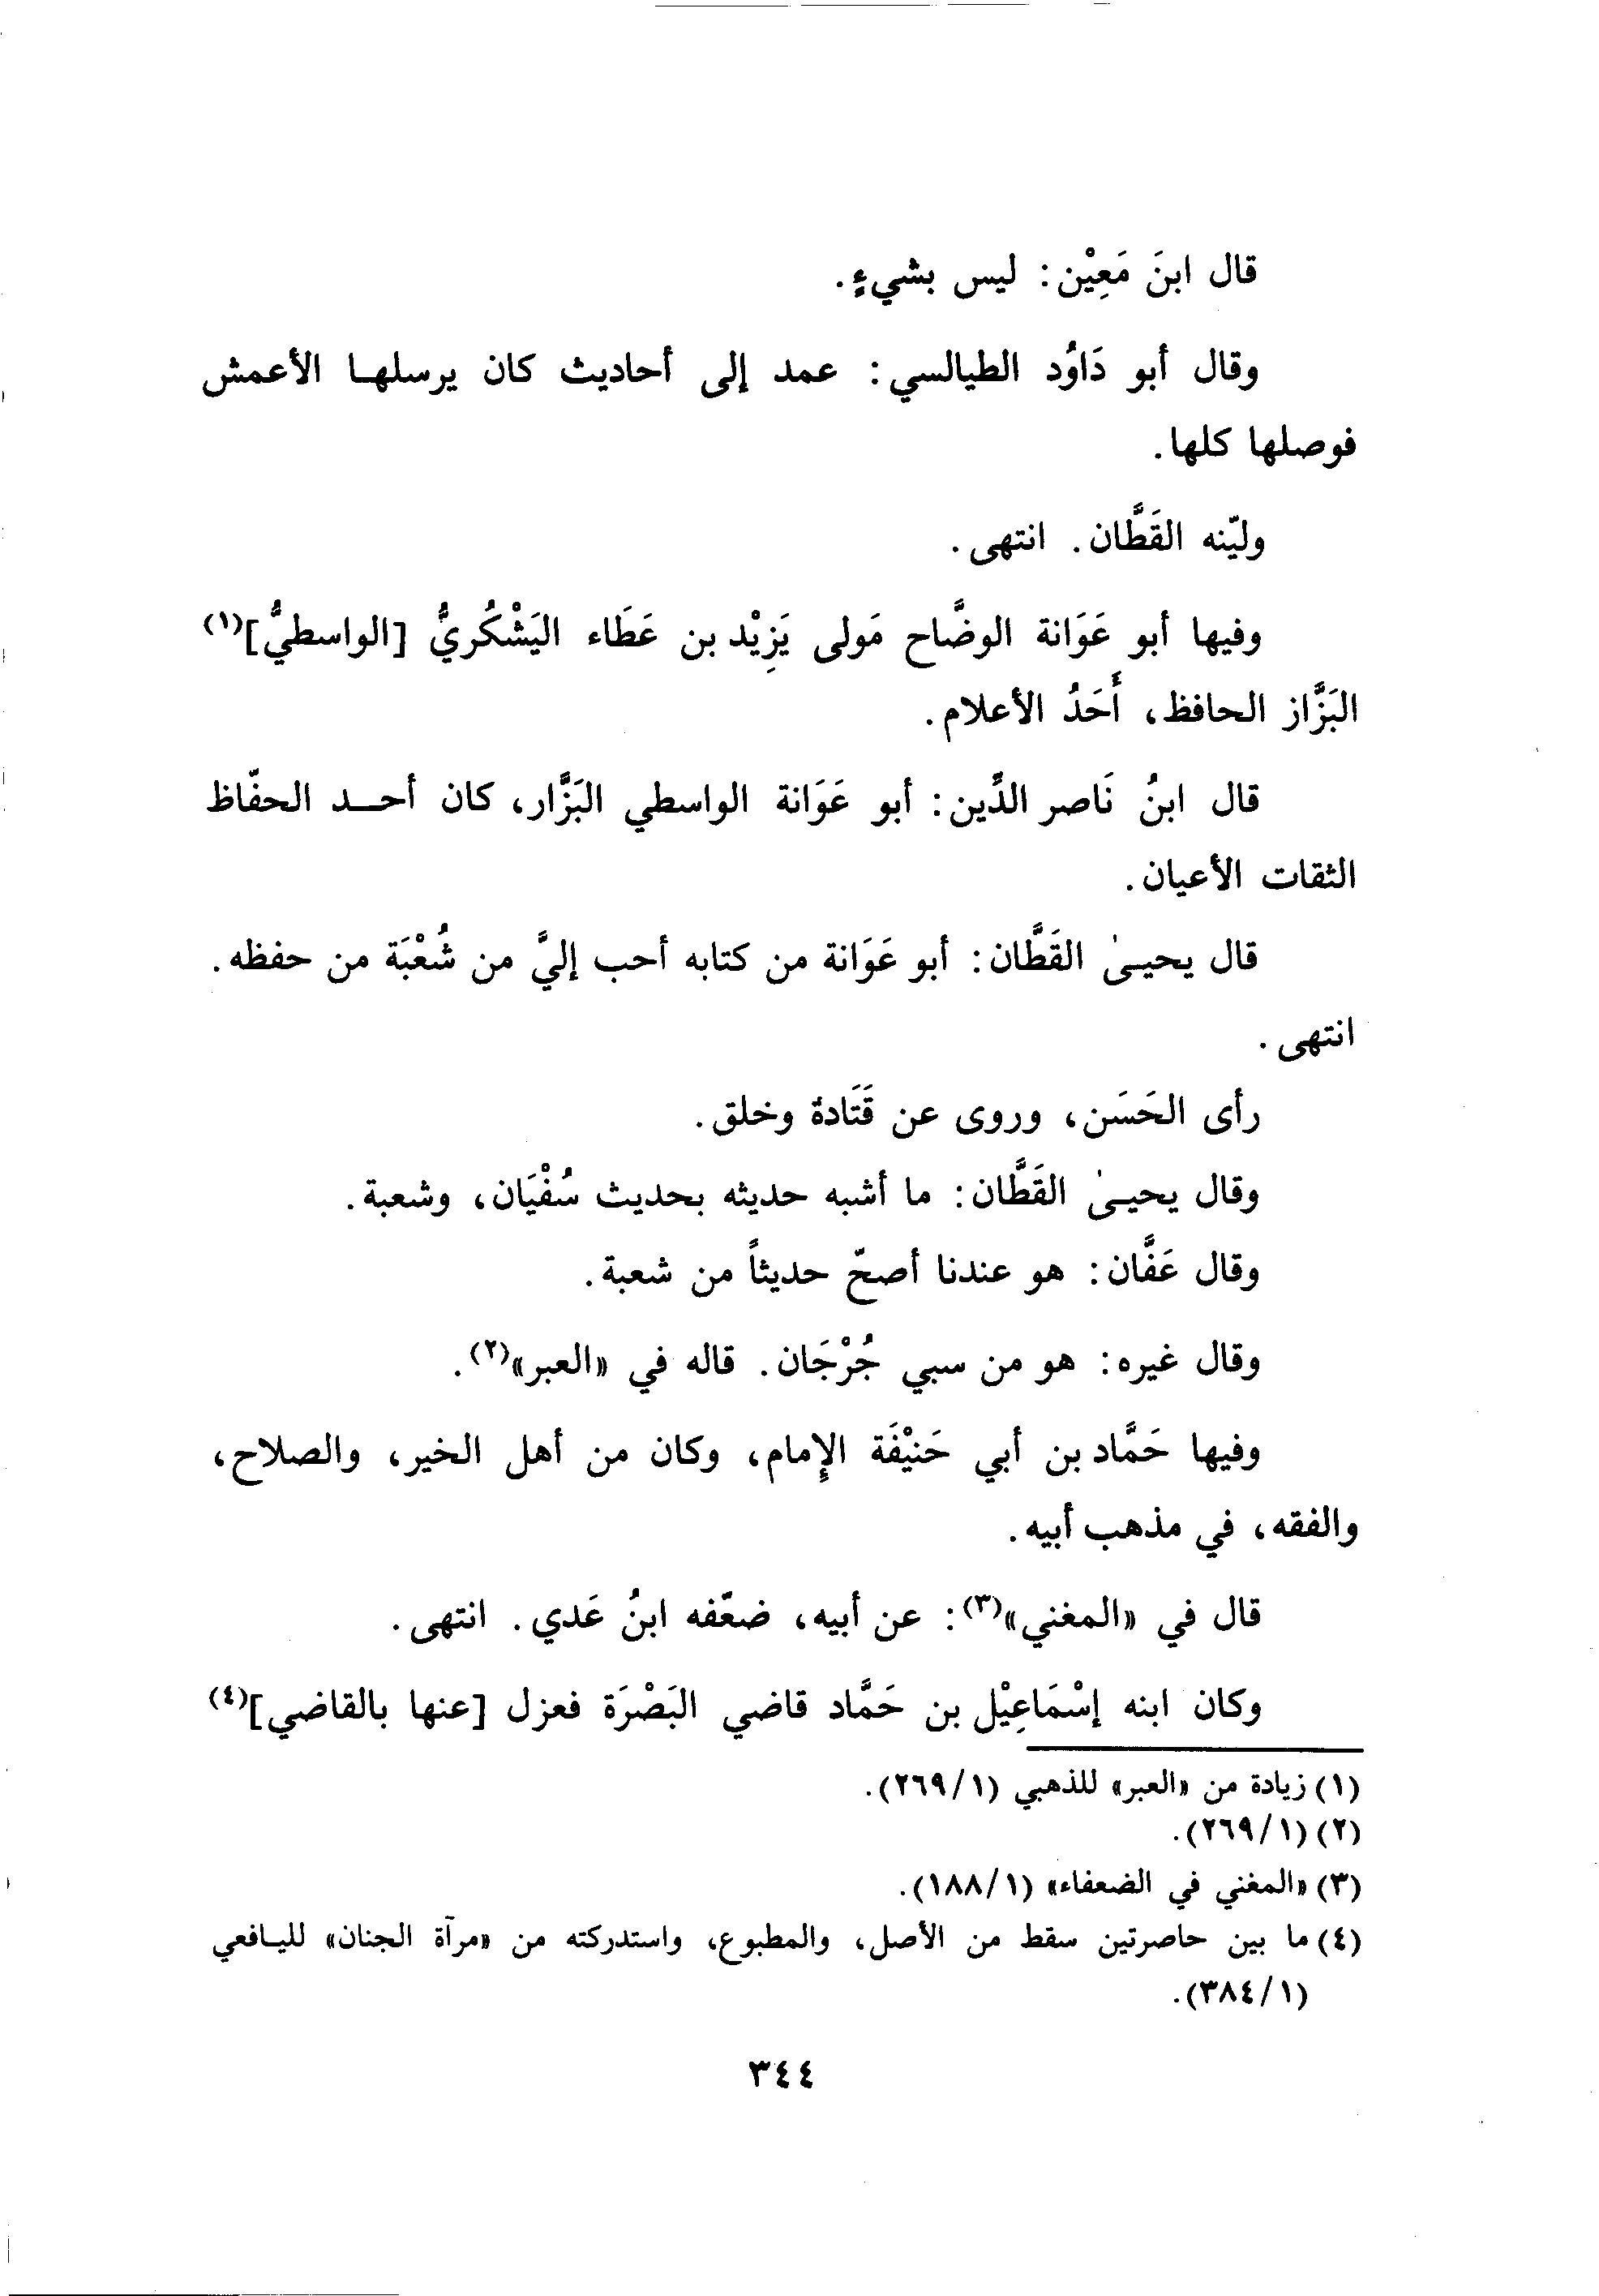 قال ابنَ مَعِيْن: ليس بشيءٍ.
وقال أبو دَاوُد الطيالسي: عمد إلى أحاديث كان يرسلها الأعمش
فوصلها كلها.
وليّنه القَطَّان. انتهى.
وفيها أبو عَوَانة الوضَّاح مَولى يَزِيْد بن عَطَاء اليَشْكُريُّ [الواسطيُّ](١)
البَزَّاز الحافظ، أَحَدُ الأعلام.
قال ابنُ نَاصر الدِّين: أبو عَوَانة الواسطي البَزَّار، كان أحد الحفّاظ
الثقات الأعيان.
قال يحيىٰ القَطَّان: أبو عَوَانة من كتابه أحب إليَّ من شُعْبَة من حفظه.
انتهى.
رأى الحَسَن، وروى عن قَتَادة وخلق.
وقال يحيىٰ القَطَّان: ما أشبه حديثه بحديث سُفْيَان، وشعبة.
وقال عَفَّان: هو عندنا أصحّ حديثاً من شعبة.
وقال غيره: هو من سبي جُرْجَان. قاله في «العبر»(٢).
وفيها حَمَّاد بن أبي حَنيْفَة الإمام، وكان من أهل الخير، والصلاح،
والفقه، في مذهب أبيه.
قال في «المغني»(٣): عن أبيه، ضعّفه ابنُ عَدي. انتهى.
وكان ابنه إسْمَاعِيْل بن حَمَّاد قاضي البَصْرَة فعزل [عنها بالقاضي](٤)
(١) زيادة من «العبر» للذهبي (١/٢٦٩).
(٢) (١/٢٦٩).
(٣) «المغني في الضعفاء» (١/١٨٨).
(٤) ما بين حاصرتين سقط من الأصل، والمطبوع، واستدركته من «مرآة الجنان» لليافعي
(١/٣٨٤).
٣٤٤